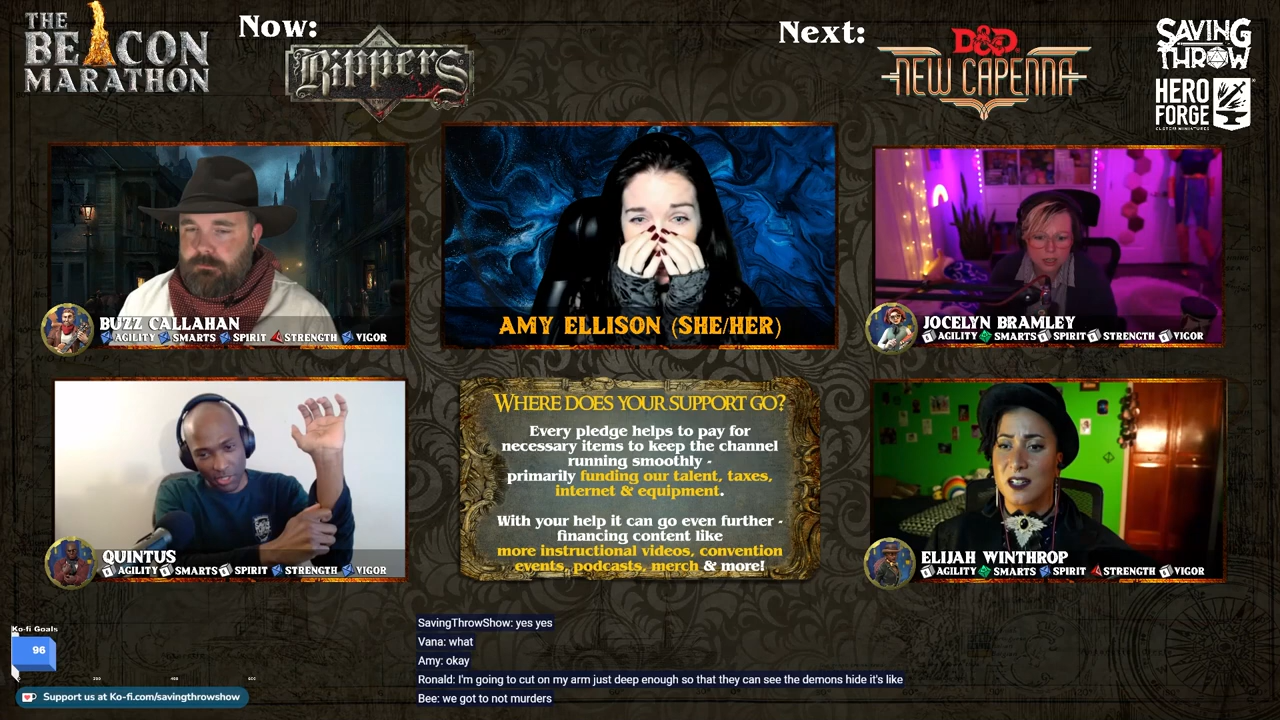 THE
BEACON
MARATHON
Now:
Rippers
Next:
D&D
NEW CAPENNA
SAVING
THROW
HERO
FORGE
CUSTOM MINIATURES
BUZZ CALLAHAN
AGILITY SMARTS SPIRIT STRENGTH VIGOR
AMY ELLISON (SHE/HER)
JOCELYN BRAMLEY
AGILITY SMARTS SPIRIT STRENGTH VIGOR
QUINTUS
AGILITY SMARTS SPIRIT STRENGTH VIGOR
WHERE DOES YOUR SUPPORT GO?
Every pledge helps to pay for
necessary items to keep the channel
running smoothly -
primarily funding our talent, taxes,
internet & equipment.
With your help it can go even further -
financing content like
more instructional videos, convention
events, podcasts, merch & more!
ELIJAH WINTHROP
AGILITY SMARTS SPIRIT STRENGTH VIGOR
Ko-fi Goals
96
200 400 500
Support us at Ko-fi.com/savingthrowshow
SavingThrowShow: yes yes
Vana: what
Amy: okay
Ronald: I'm going to cut on my arm just deep enough so that they can see the demons hide it's like
Bee: we got to not murders